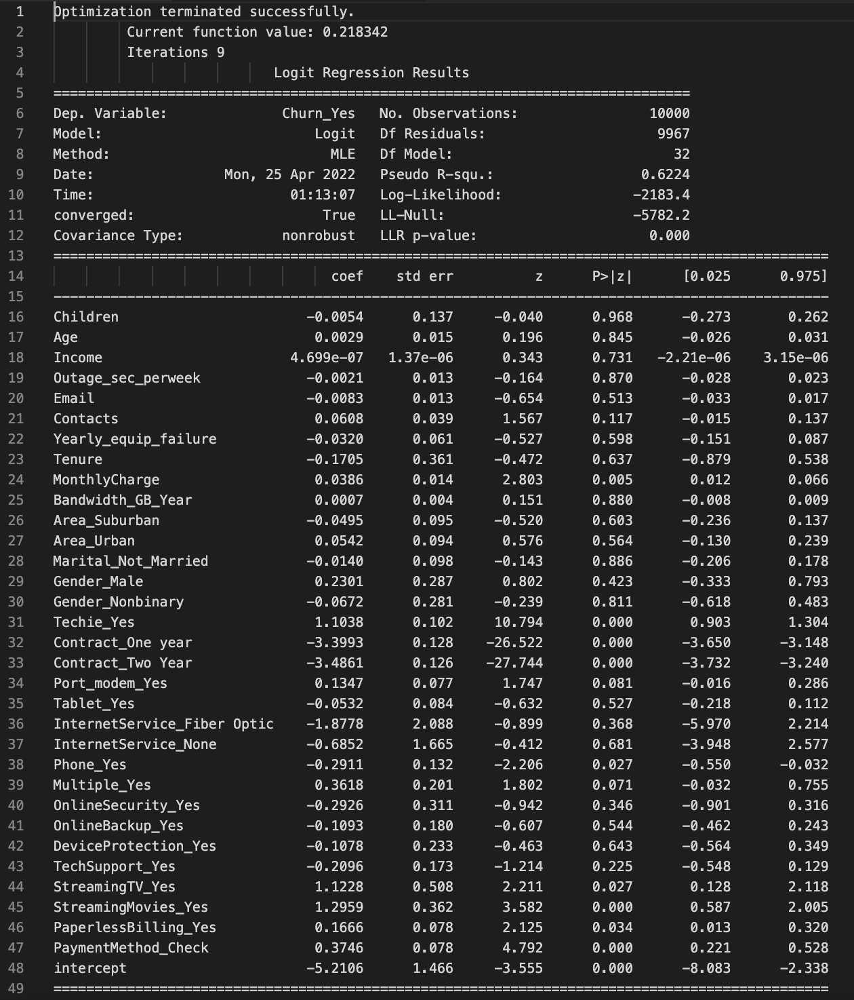 1 Optimization terminated successfully.
2 Current function value: 0.218342
3 Iterations 9
4 Logit Regression Results
5 ==============================================================================
6 Dep. Variable: Churn_Yes No. Observations: 10000
7 Model: Logit Df Residuals: 9967
8 Method: MLE Df Model: 32
9 Date: Mon, 25 Apr 2022 Pseudo R-squ.: 0.6224
10 Time: 01:13:07 Log-Likelihood: -2183.4
11 converged: True LL-Null: -5782.2
12 Covariance Type: nonrobust LLR p-value: 0.000
13 ===============================================================================================
14 coef std err z P>|z| [0.025 0.975]
15 -----------------------------------------------------------------------------------------------
16 Children -0.0054 0.137 -0.040 0.968 -0.273 0.262
17 Age 0.0029 0.015 0.196 0.845 -0.026 0.031
18 Income 4.699e-07 1.37e-06 0.343 0.731 -2.21e-06 3.15e-06
19 Outage_sec_perweek -0.0021 0.013 -0.164 0.870 -0.028 0.023
20 Email -0.0083 0.013 -0.654 0.513 -0.033 0.017
21 Contacts 0.0608 0.039 1.567 0.117 -0.015 0.137
22 Yearly_equip_failure -0.0320 0.061 -0.527 0.598 -0.151 0.087
23 Tenure -0.1705 0.361 -0.472 0.637 -0.879 0.538
24 MonthlyCharge 0.0386 0.014 2.803 0.005 0.012 0.066
25 Bandwidth_GB_Year 0.0007 0.004 0.151 0.880 -0.008 0.009
26 Area_Suburban -0.0495 0.095 -0.520 0.603 -0.236 0.137
27 Area_Urban 0.0542 0.094 0.576 0.564 -0.130 0.239
28 Marital_Not_Married -0.0140 0.098 -0.143 0.886 -0.206 0.178
29 Gender_Male 0.2301 0.287 0.802 0.423 -0.333 0.793
30 Gender_Nonbinary -0.0672 0.281 -0.239 0.811 -0.618 0.483
31 Techie_Yes 1.1038 0.102 10.794 0.000 0.903 1.304
32 Contract_One year -3.3993 0.128 -26.522 0.000 -3.650 -3.148
33 Contract_Two Year -3.4861 0.126 -27.744 0.000 -3.732 -3.240
34 Port_modem_Yes 0.1347 0.077 1.747 0.081 -0.016 0.286
35 Tablet_Yes -0.0532 0.084 -0.632 0.527 -0.218 0.112
36 InternetService_Fiber Optic -1.8778 2.088 -0.899 0.368 -5.970 2.214
37 InternetService_None -0.6852 1.665 -0.412 0.681 -3.948 2.577
38 Phone_Yes -0.2911 0.132 -2.206 0.027 -0.550 -0.032
39 Multiple_Yes 0.3618 0.201 1.802 0.071 -0.032 0.755
40 OnlineSecurity_Yes -0.2926 0.311 -0.942 0.346 -0.901 0.316
41 OnlineBackup_Yes -0.1093 0.180 -0.607 0.544 -0.462 0.243
42 DeviceProtection_Yes -0.1078 0.233 -0.463 0.643 -0.564 0.349
43 TechSupport_Yes -0.2096 0.173 -1.214 0.225 -0.548 0.129
44 StreamingTV_Yes 1.1228 0.508 2.211 0.027 0.128 2.118
45 StreamingMovies_Yes 1.2959 0.362 3.582 0.000 0.587 2.005
46 PaperlessBilling_Yes 0.1666 0.078 2.125 0.034 0.013 0.320
47 PaymentMethod_Check 0.3746 0.078 4.792 0.000 0.221 0.528
48 intercept -5.2106 1.466 -3.555 0.000 -8.083 -2.338
49 ===============================================================================================